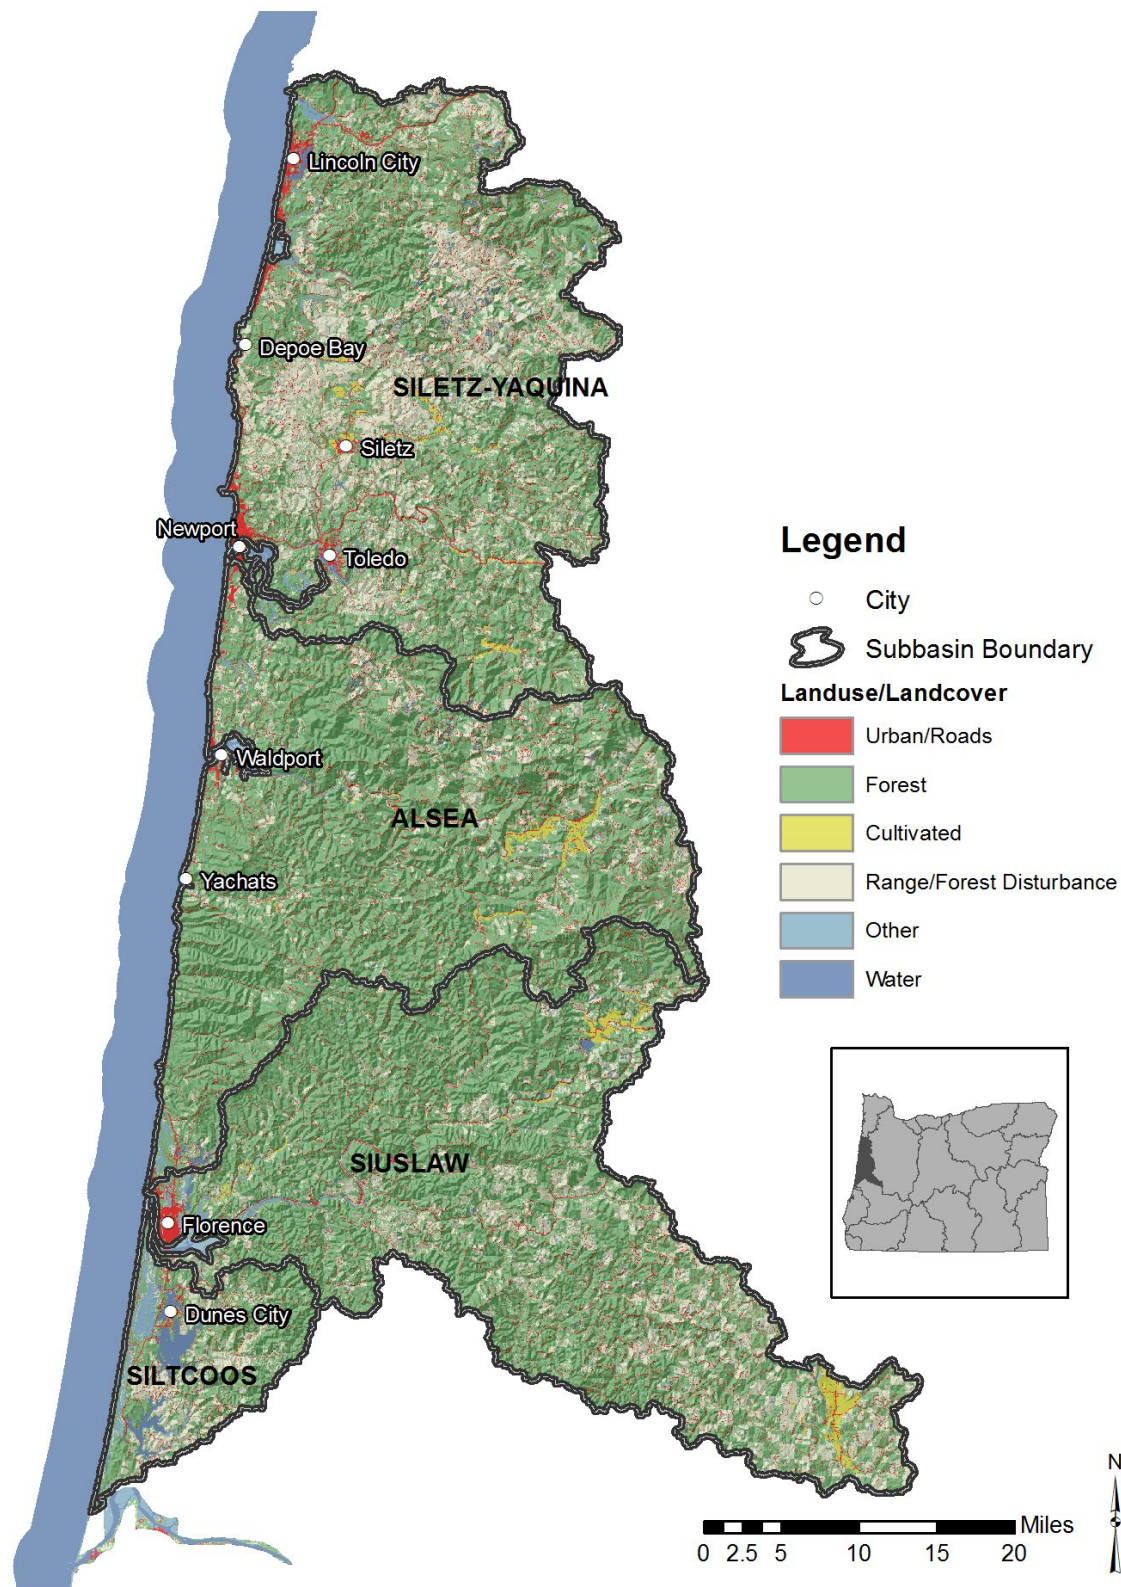 Lincoln City
Depoe Bay
SILETZ-YAQUINA
Siletz
Newport
Toledo
Legend
City
Subbasin Boundary
Landuse/Landcover
Urban/Roads
Forest
Cultivated
Range/Forest Disturbance
Other
Water
Waldport
ALSEA
Yachats
SIUSLAW
Florence
Dunes City
SILTCOOS
N
Miles
0 2.5 5 10 15 20